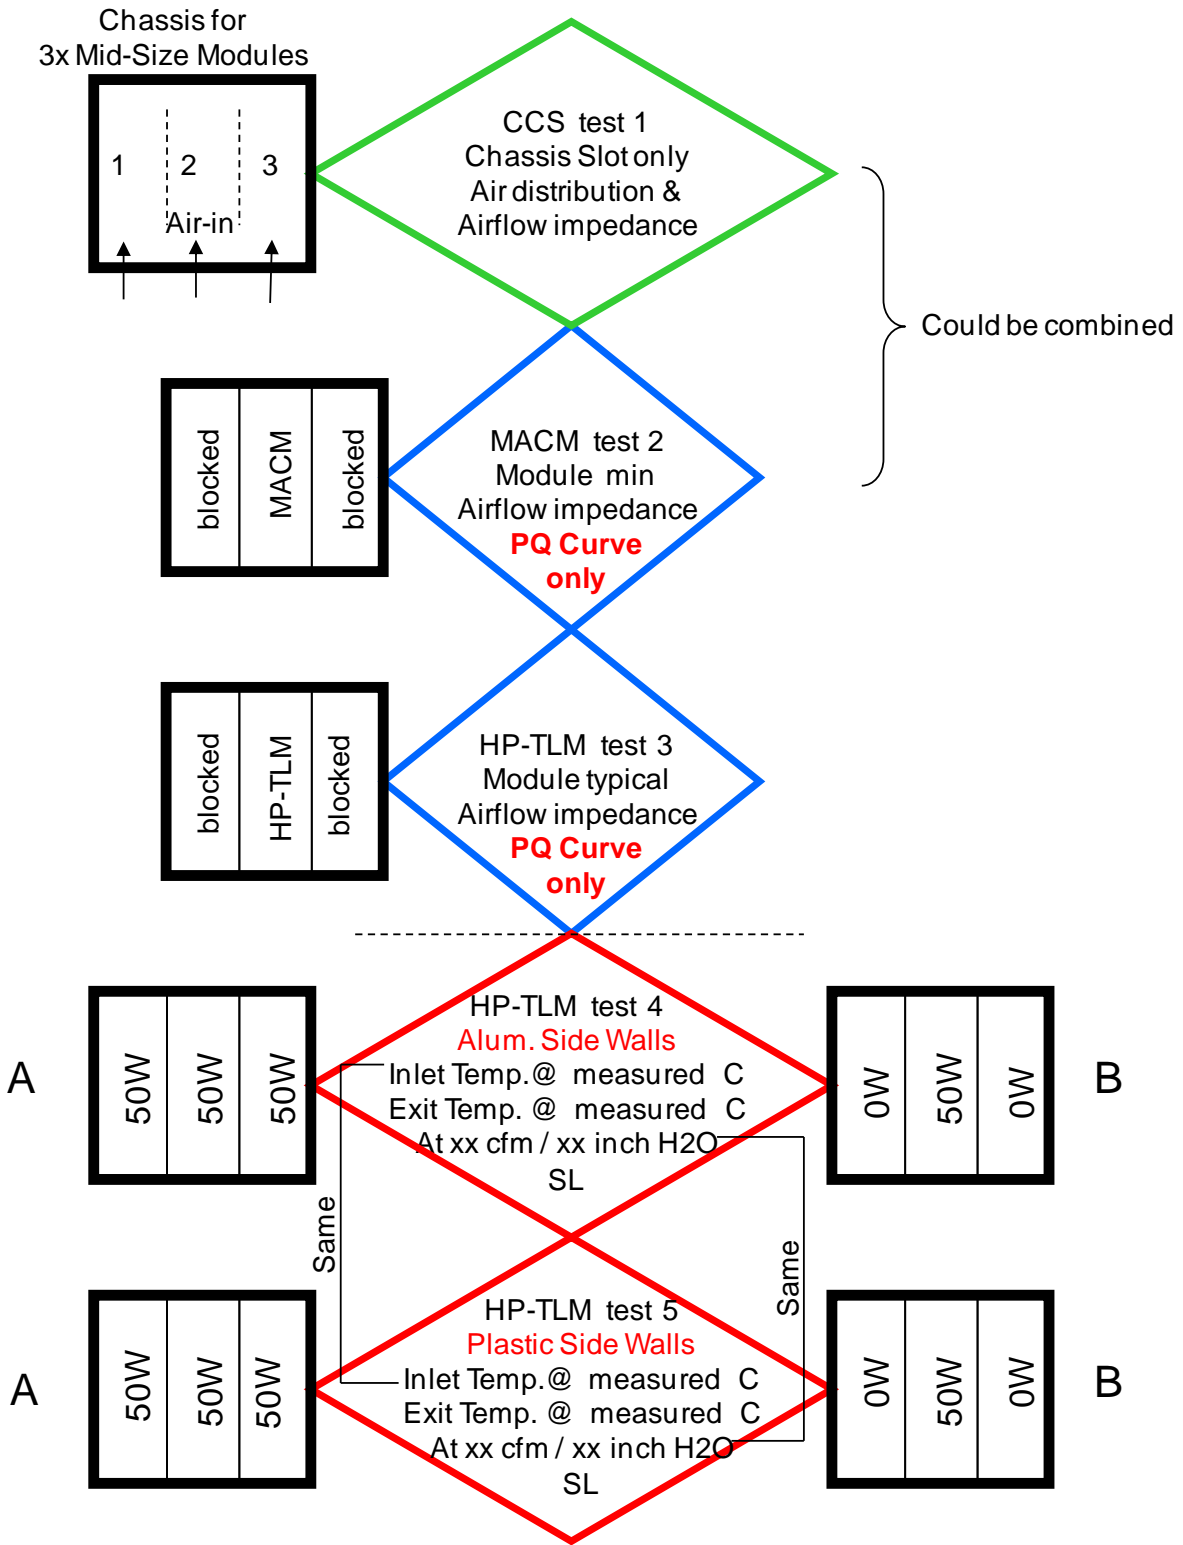 Chassis for
3x Mid-Size Modules
1
2
3
Air-in
CCS test 1
Chassis Slot only
Air distribution &
Airflow impedance
Could be combined
blocked
MACM
blocked
MACM test 2
Module min
Airflow impedance
PQ Curve
only
blocked
HP-TLM
blocked
HP-TLM test 3
Module typical
Airflow impedance
PQ Curve
only
A
50W
50W
50W
HP-TLM test 4
Alum. Side Walls
Inlet Temp.@ measured C
Exit Temp. @ measured C
At xx cfm / xx inch H2O
SL
0W
50W
0W
B
Same
Same
A
50W
50W
50W
HP-TLM test 5
Plastic Side Walls
Inlet Temp.@ measured C
Exit Temp. @ measured C
At xx cfm / xx inch H2O
SL
0W
50W
0W
B